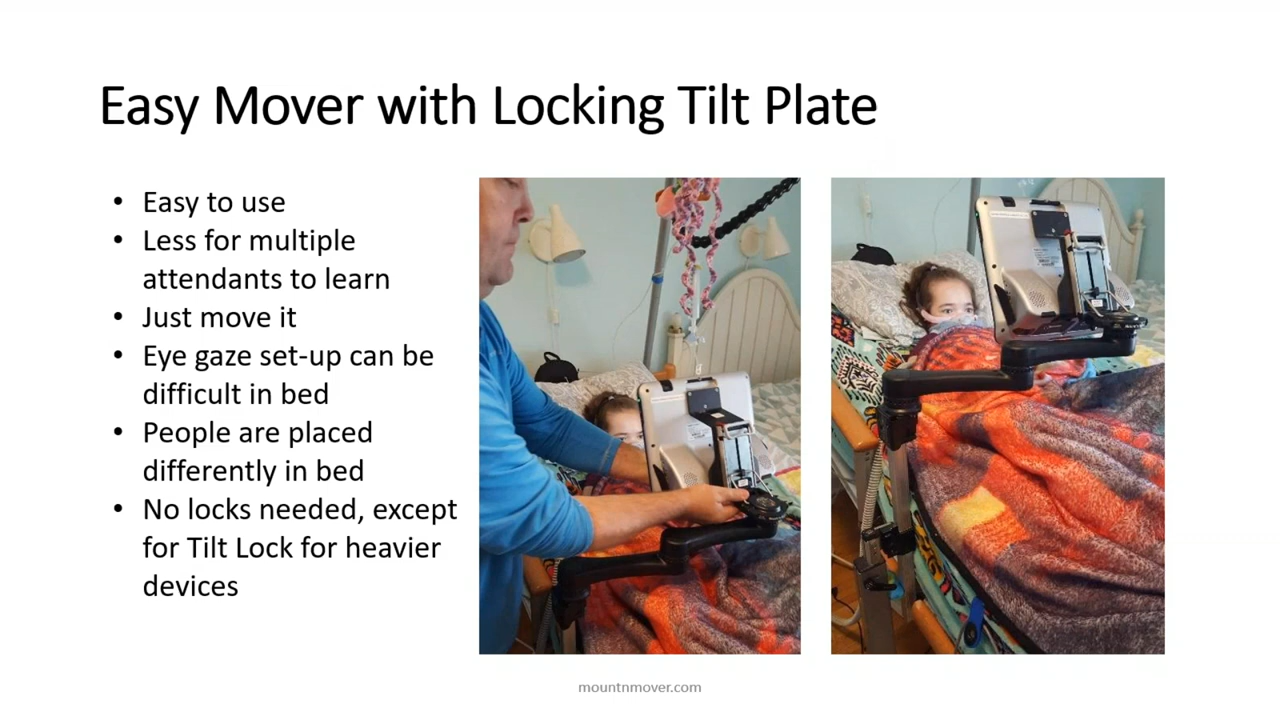 Easy Mover with Locking Tilt Plate
• Easy to use
• Less for multiple
attendants to learn
• Just move it
• Eye gaze set-up can be
difficult in bed
• People are placed
differently in bed
• No locks needed, except
for Tilt Lock for heavier
devices
mountnmover.com